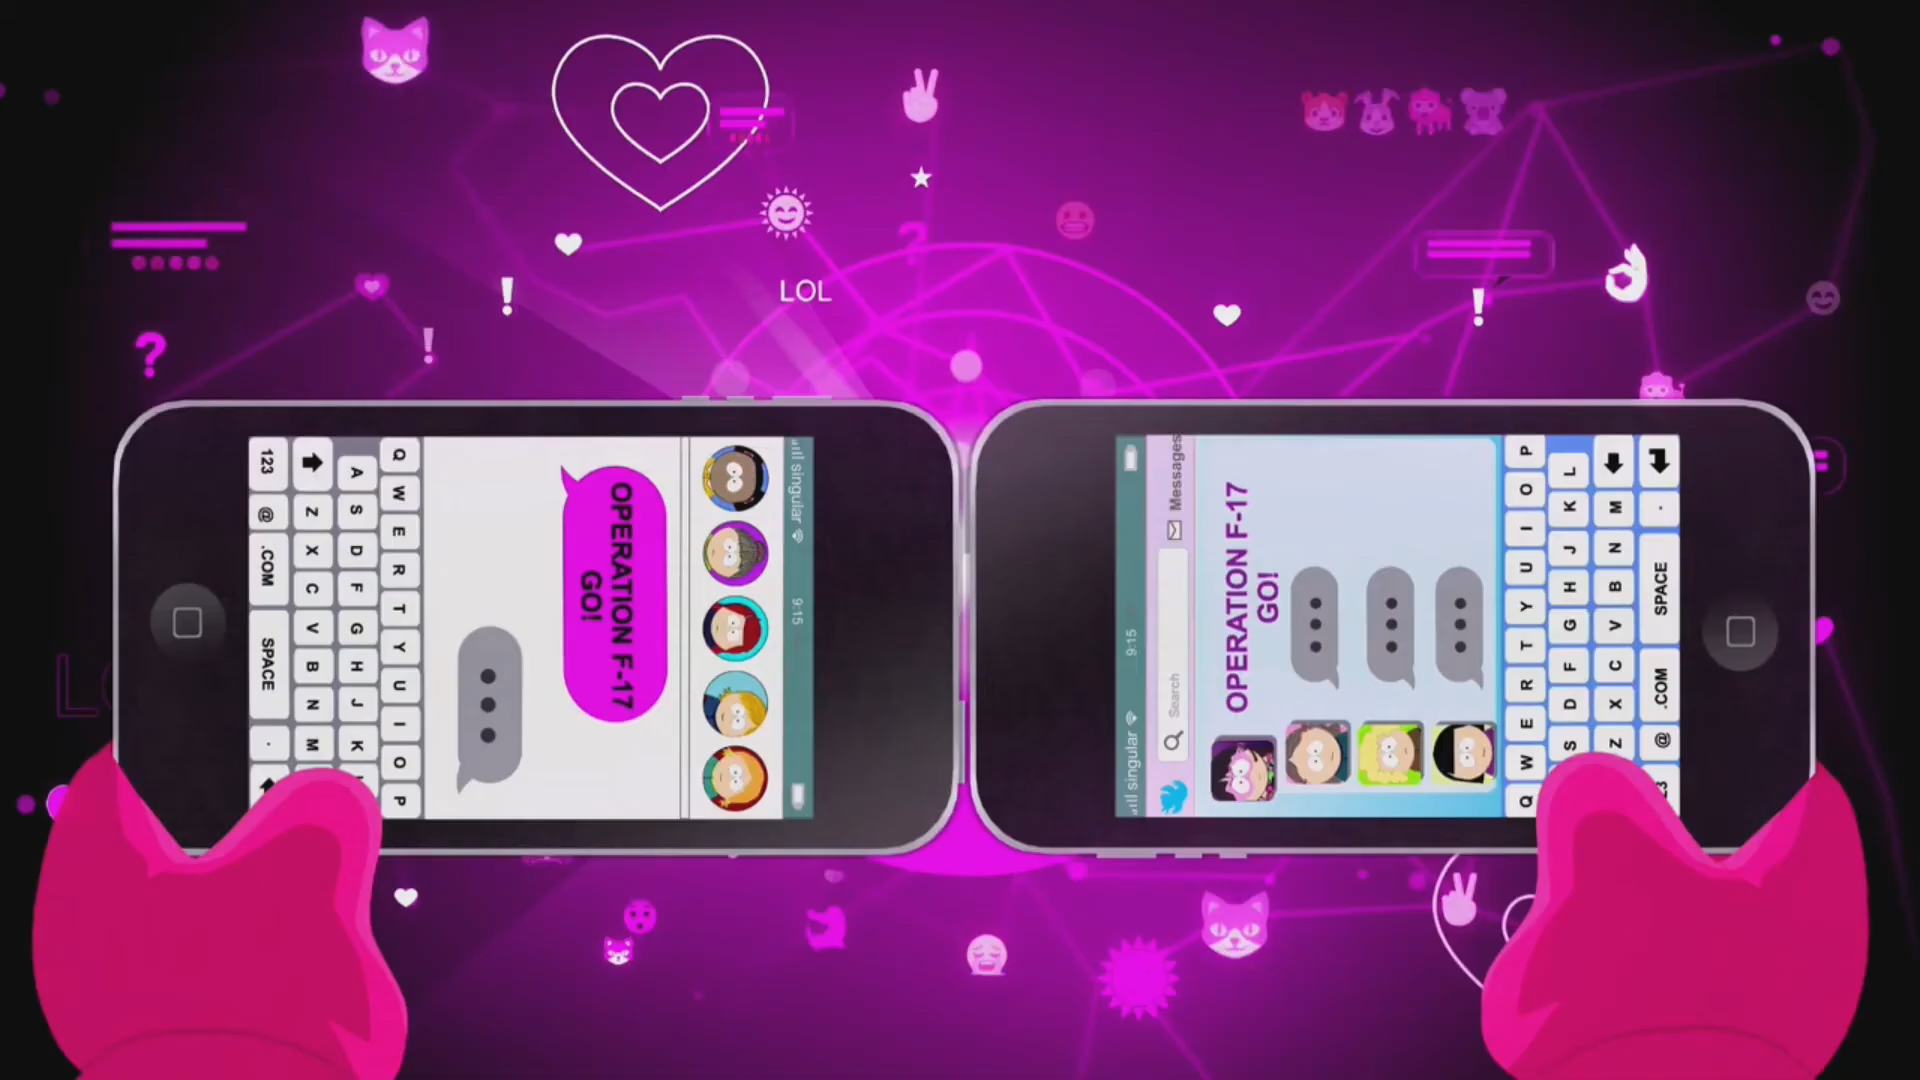 LOL
singular
9:15
OPERATION F-17
GO!
Q W E R T Y U I O P
A S D F G H J K
Z X C V B N M
123 @ .COM SPACE .
singular
9:15
Search
Messages
OPERATION F-17
GO!
Q W E R T Y U I O P
S D F G H J K L
Z X C V B N M
@ .COM SPACE .